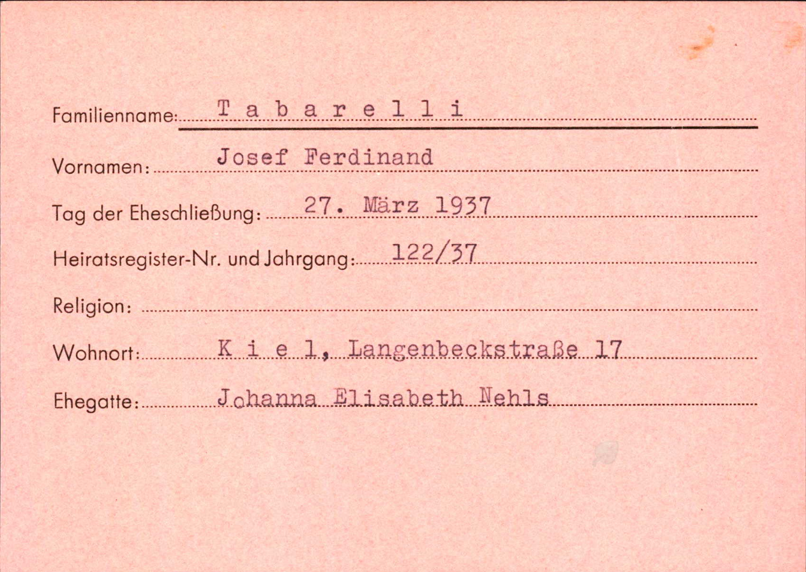 Familienname: T a b a r e l l i
Vornamen: Josef Ferdinand
Tag der Eheschließung: 27. März 1937
Heiratsregister-Nr. und Jahrgang: 122/37
Religion:
Wohnort: K i e l, Langenbeckstraße 17
Ehegatte: Johanna Elisabeth Nehls